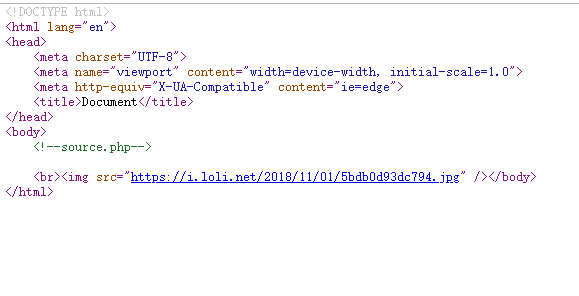 <!DOCTYPE html>
<html lang="en">
<head>
    <meta charset="UTF-8">
    <meta name="viewport" content="width=device-width, initial-scale=1.0">
    <meta http-equiv="X-UA-Compatible" content="ie=edge">
    <title>Document</title>
</head>
<body>
    <!--source.php-->
    <br><img src="https://i.loli.net/2018/11/01/5bdb0d93dc794.jpg" /></body>
</html>